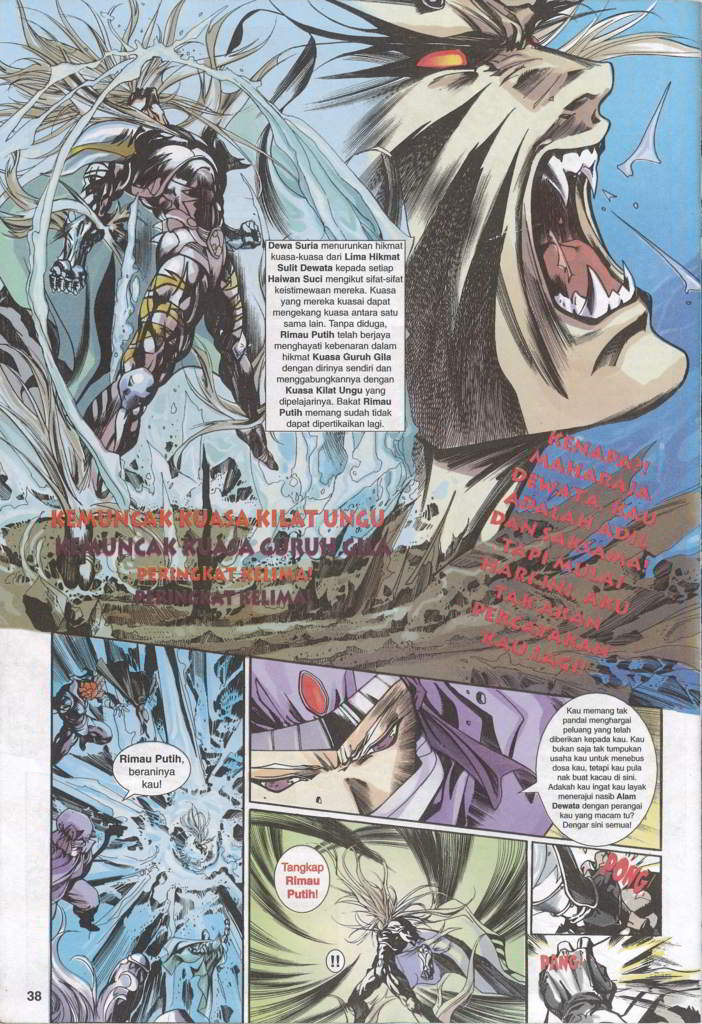 Dewa Suria menurunkan hikmat
kuasa-kuasa dari Lima Hikmat
Sulit Dewata kepada setiap
Haiwan Suci mengikut sifat-sifat
keistimewaan mereka. Kuasa
yang mereka kuasai dapat
mengekang kuasa antara satu
sama lain. Tanpa diduga,
Rimau Putih telah berjaya
menghayati kebenaran dalam
hikmat Kuasa Guruh Gila
dengan dirinya sendiri dan
menggabungkannya dengan
Kuasa Kilat Ungu yang
dipelajarinya. Bakat Rimau
Putih memang sudah tidak
dapat dipertikaikan lagi.
KENAPA?!
MAHARAJA
DEWATA, KAU
ADALAH ADIL
DAN SAKSAMA!
TAPI MULAI
HARI INI, AKU
TAK AKAN
PERCAYAKAN
KAU LAGI!
KEMUNCAK KUASA KILAT UNGU
KEMUNCAK KUASA GURUH GILA
PERINGKAT KELIMA!
PERINGKAT KELIMA!
Rimau Putih,
beraninya
kau!
Kau memang tak
pandai menghargai
peluang yang telah
diberikan kepada kau. Kau
bukan saja tak tumpukan
usaha kau untuk menebus
dosa kau, tetapi kau pula
nak buat kacau di sini.
Adakah kau ingat kau layak
menerajui nasib Alam
Dewata dengan perangai
kau yang macam tu?
Dengar sini semua!
Tangkap
Rimau
Putih!
!!
PONG
PANG!
38